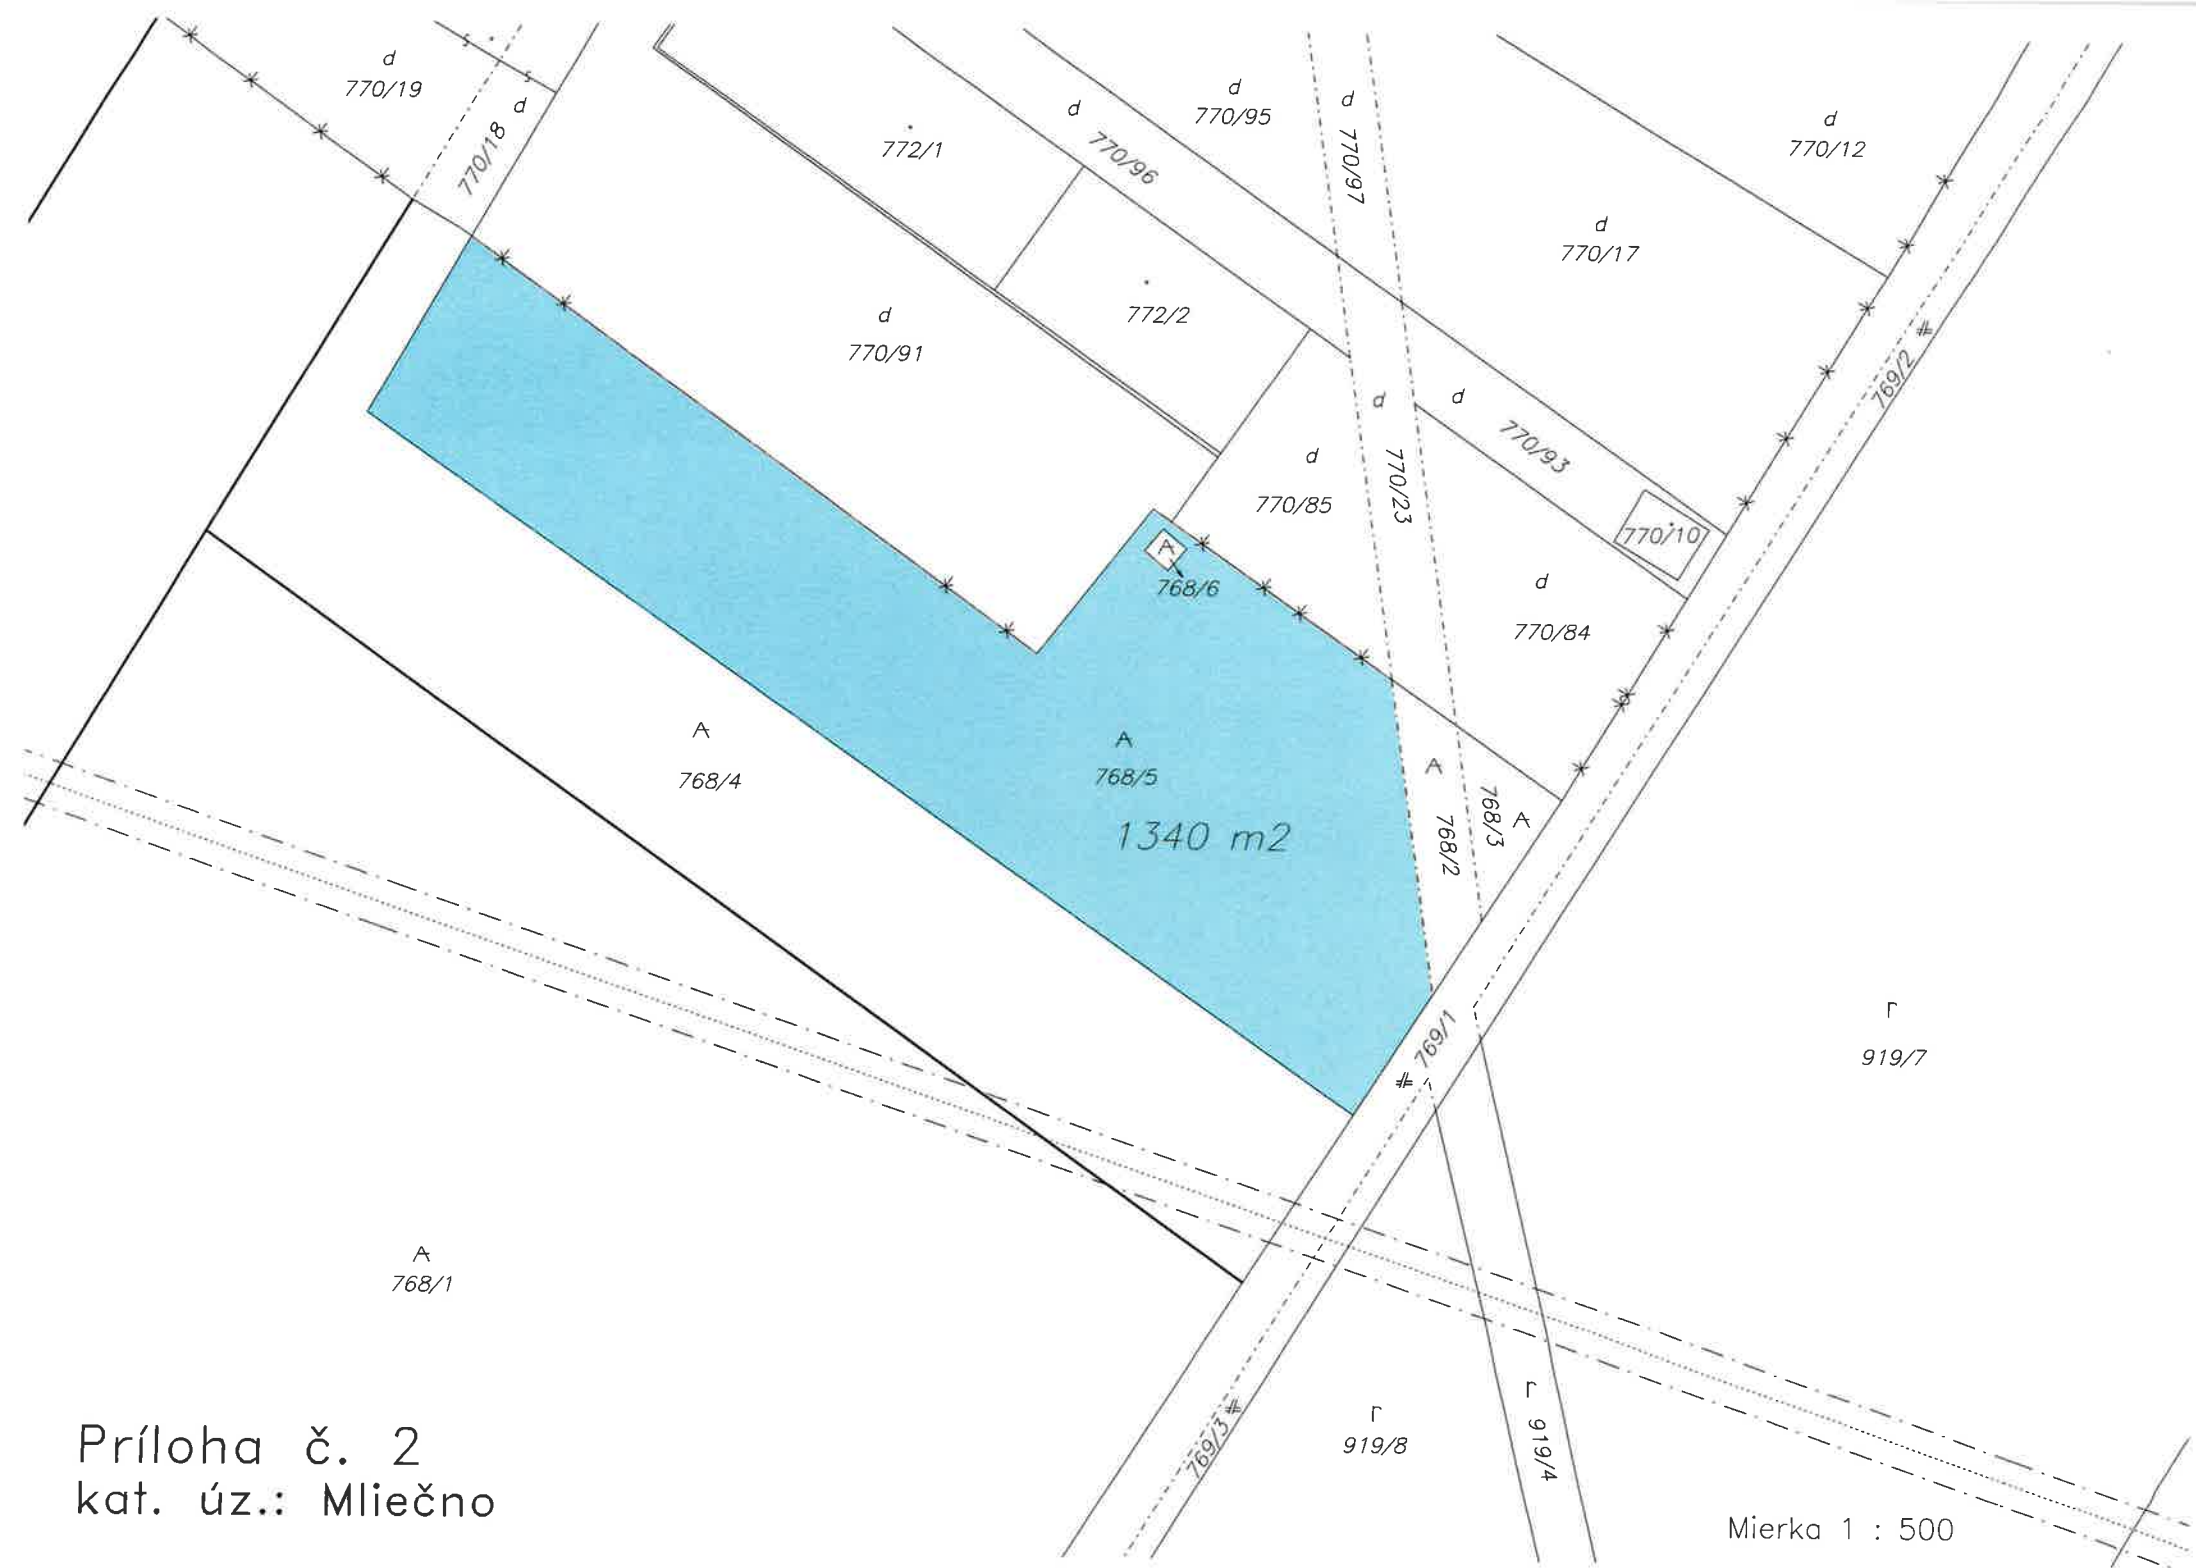 d
770/19
d
770/18
772/1
d
770/96
d
770/95
d
770/97
d
770/12
d
770/17
772/2
d
770/91
769/2
d
770/23
d
770/93
d
770/85
770/10
A
768/6
d
770/84
A
768/4
A
768/5
1340 m2
A
768/2
768/3
A
769/1
r
919/7
A
768/1
769/3
r
919/8
r
919/4
Príloha č. 2
kat. úz.: Mliečno
Mierka 1 : 500